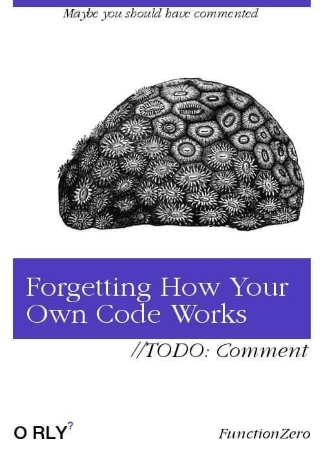 Maybe you should have commented
Forgetting How Your
Own Code Works
//TODO: Comment
O RLY?
FunctionZero